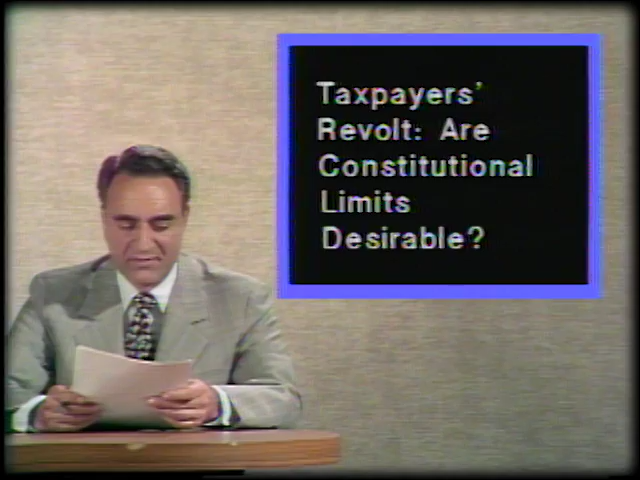 Taxpayers'
Revolt: Are
Constitutional
Limits
Desirable?